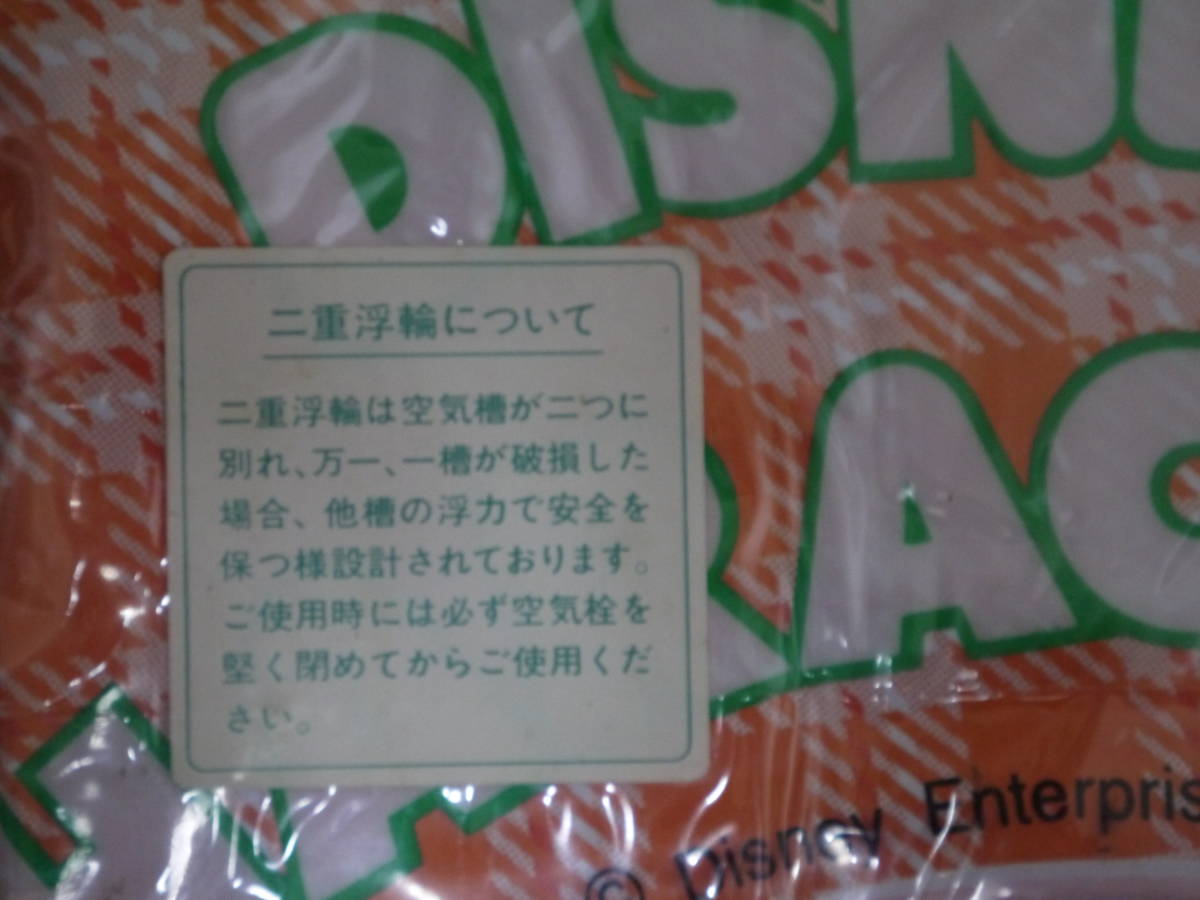 DISNE
二重浮輪について
二重浮輪は空気槽が二つに
別れ、万一、一槽が破損した
場合、他槽の浮力で安全を
保つ様設計されております。
ご使用時には必ず空気栓を
堅く閉めてからご使用くだ
さい。
RAC
© Disney Enterpris